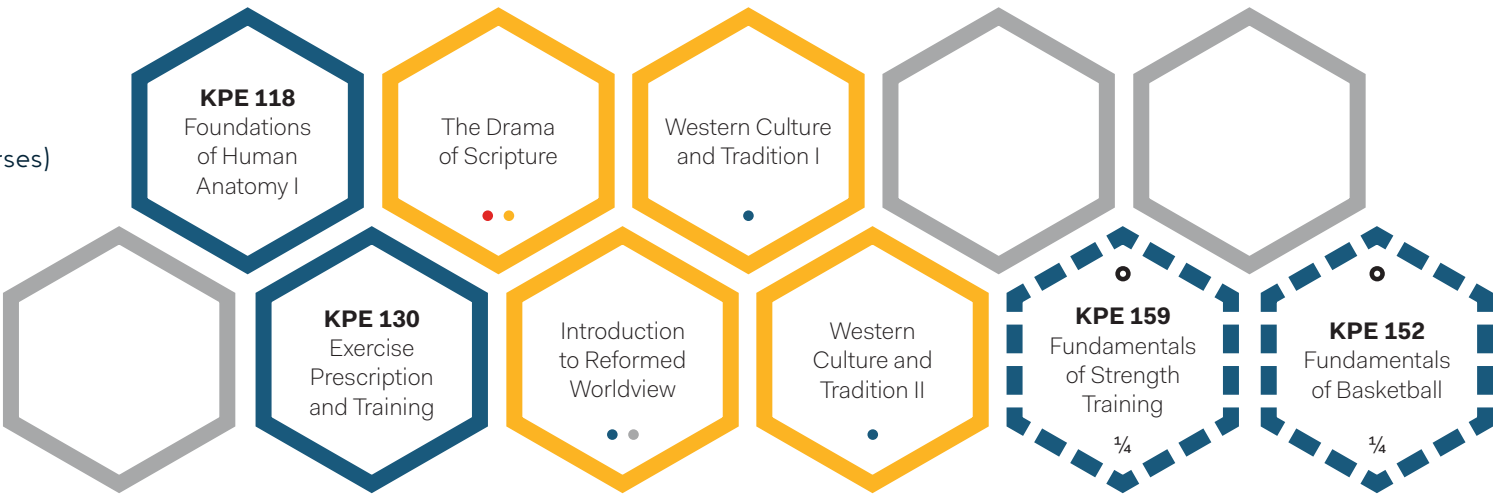 rses)
KPE 118
Foundations
of Human
Anatomy I
The Drama
of Scripture
Western Culture
and Tradition I
KPE 130
Exercise
Prescription
and Training
Introduction
to Reformed
Worldview
Western
Culture and
Tradition II
KPE 159
Fundamentals
of Strength
Training
¼
KPE 152
Fundamentals
of Basketball
¼